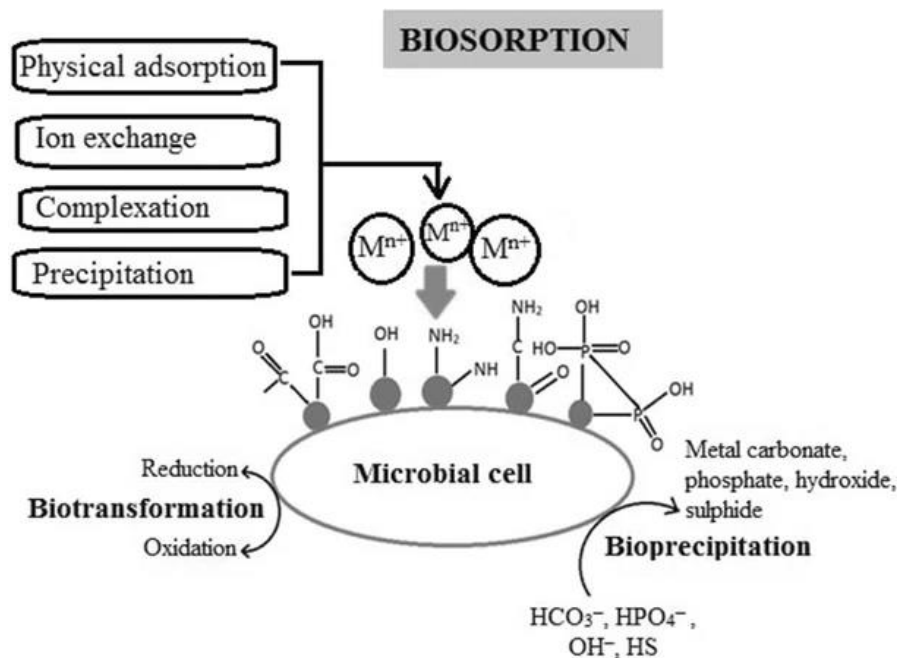 BIOSORPTION
Physical adsorption
Ion exchange
Complexation
Precipitation
Mⁿ⁺
Mⁿ⁺
Mⁿ⁺
O
C
OH
C
O
OH
NH₂
NH
NH₂
C
O
OH
HO
P
O
P
OH
O
Microbial cell
Reduction
Biotransformation
Oxidation
Metal carbonate,
phosphate, hydroxide,
sulphide
Bioprecipitation
HCO₃⁻, HPO₄⁻ ,
OH⁻, HS